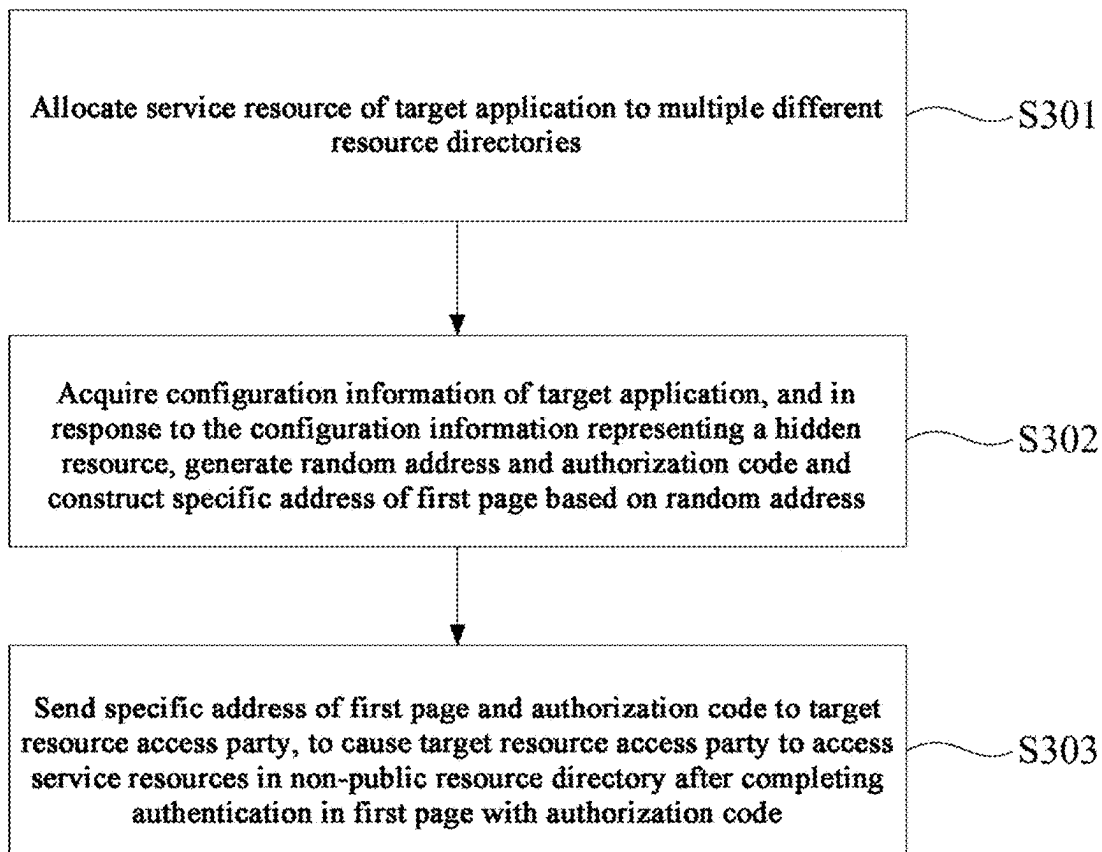 Allocate service resource of target application to multiple different
resource directories
S301
Acquire configuration information of target application, and in
response to the configuration information representing a hidden
resource, generate random address and authorization code and
construct specific address of first page based on random address
S302
Send specific address of first page and authorization code to target
resource access party, to cause target resource access party to access
service resources in non-public resource directory after completing
authentication in first page with authorization code
S303